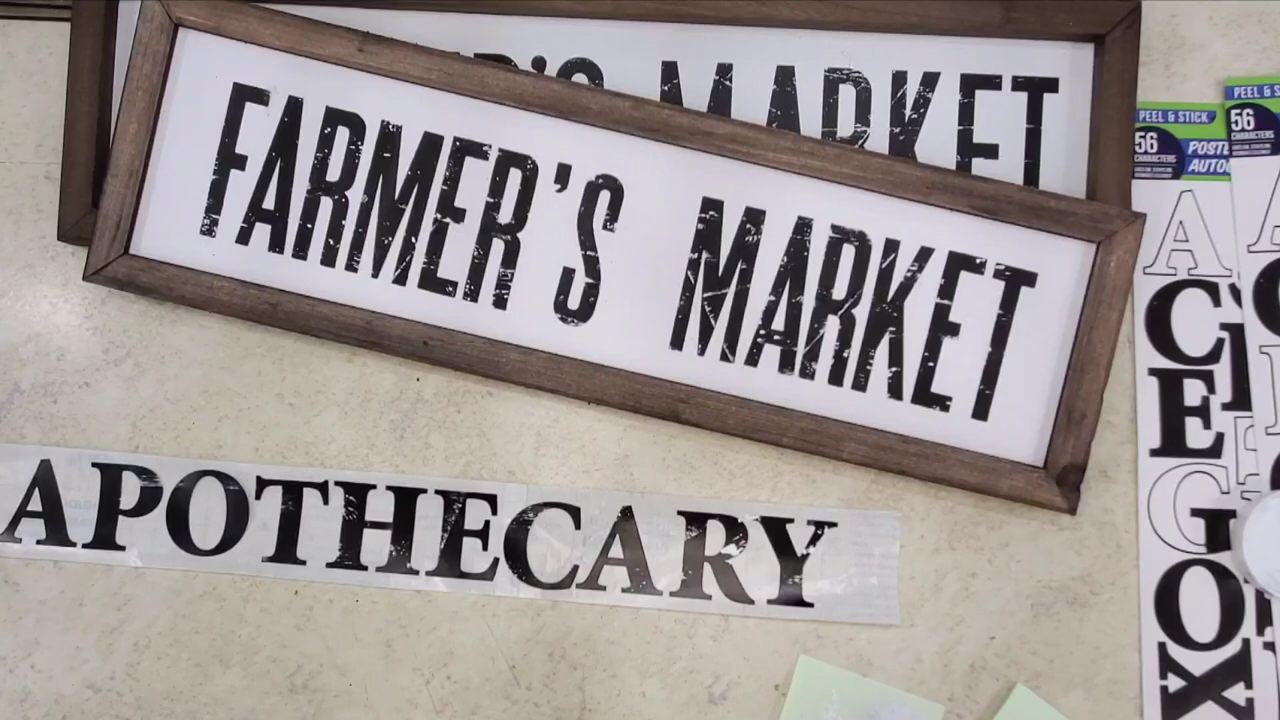 R'S MARKET
FARMER'S MARKET
APOTHECARY
PEEL & STICK
56
CHARACTERS
PEEL & S
56
CHARACTERS
A
C
E
G
O
X